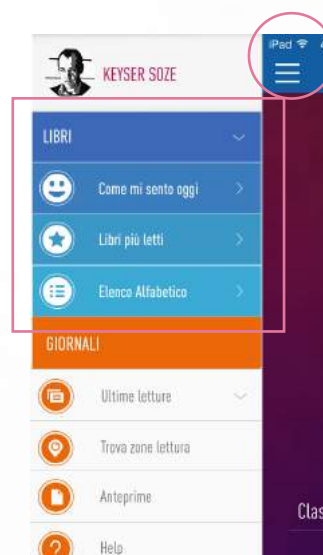 iPad
KEYSER SOZE
LIBRI
Come mi sento oggi
Libri più letti
Elenco Alfabetico
GIORNALI
Ultime letture
Trova zone lettura
Anteprime
Help